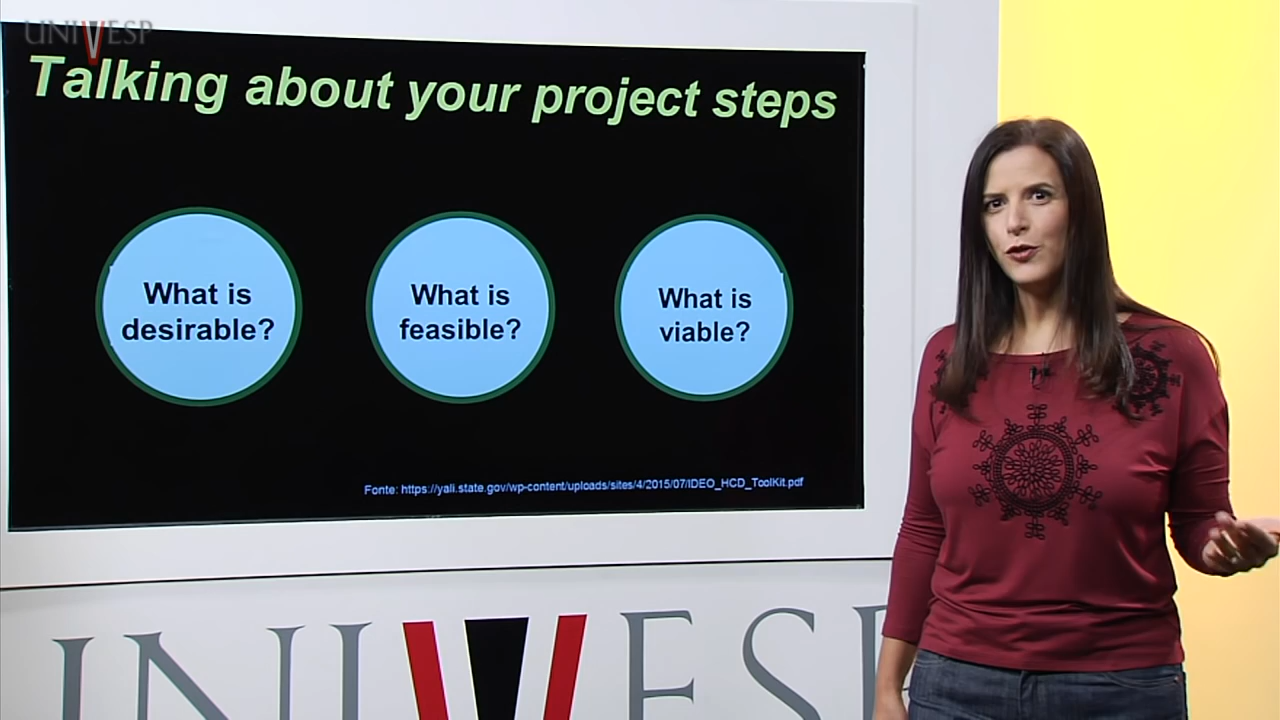 UNIVESP
Talking about your project steps
What is
desirable?
What is
feasible?
What is
viable?
Fonte: https://yali.state.gov/wp-content/uploads/sites/4/2015/07/IDEO_HCD_ToolKit.pdf
UNIVESP